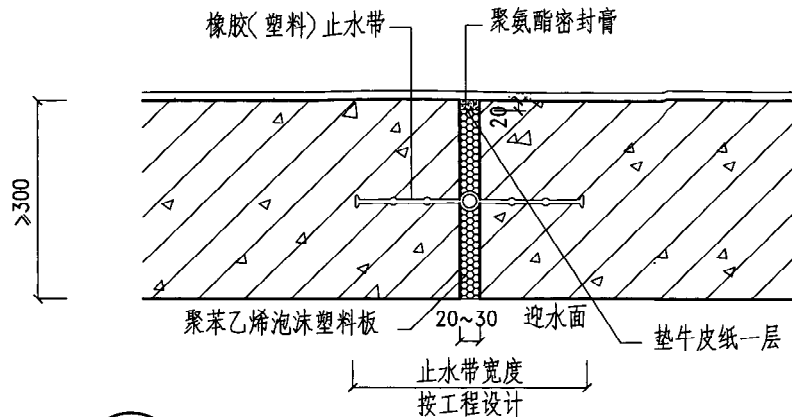 橡胶(塑料)止水带
聚氨酯密封膏
20
≥300
聚苯乙烯泡沫塑料板
20~30
迎水面
垫牛皮纸一层
止水带宽度
按工程设计